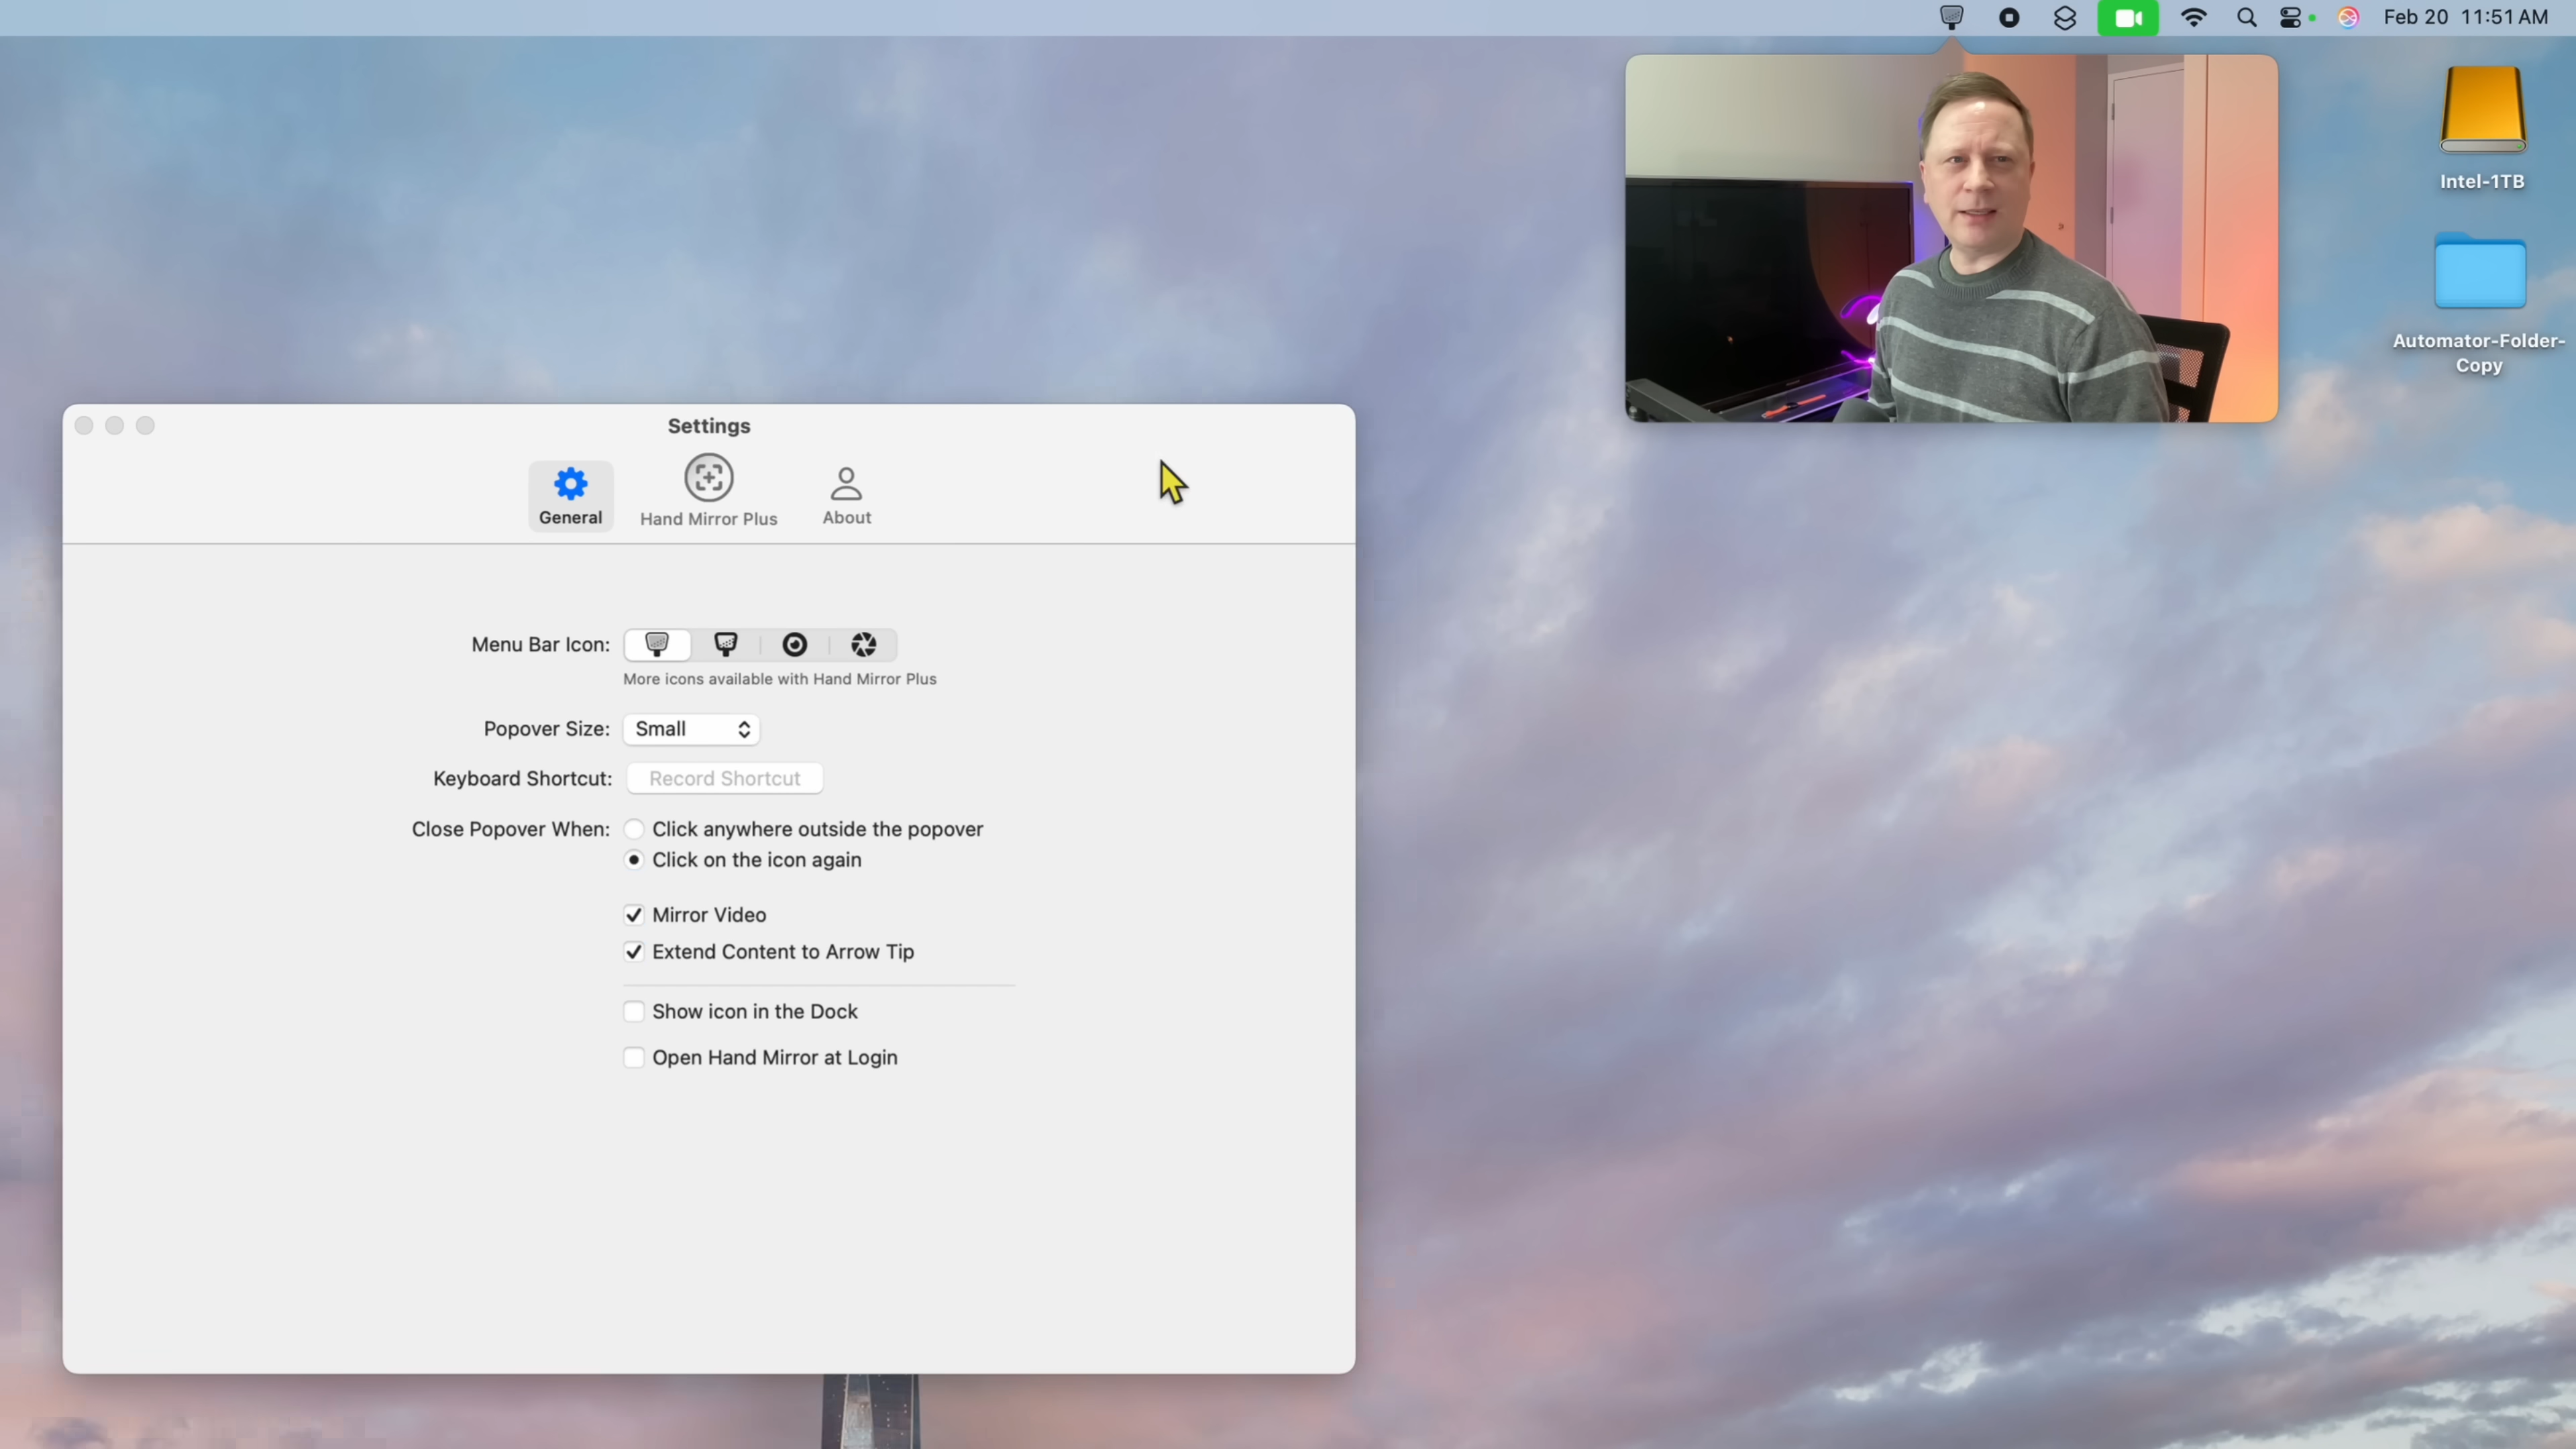 Feb 20 11:51 AM
Intel-1TB
Automator-Folder-
Copy
Settings
General
Hand Mirror Plus
About
Menu Bar Icon:
More icons available with Hand Mirror Plus
Popover Size: Small
Keyboard Shortcut: Record Shortcut
Close Popover When: Click anywhere outside the popover
Click on the icon again
Mirror Video
Extend Content to Arrow Tip
Show icon in the Dock
Open Hand Mirror at Login